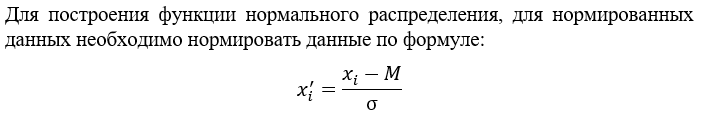 Для построения функции нормального распределения, для нормированных
данных необходимо нормировать данные по формуле:
x′ᵢ = (xᵢ − M) / σ